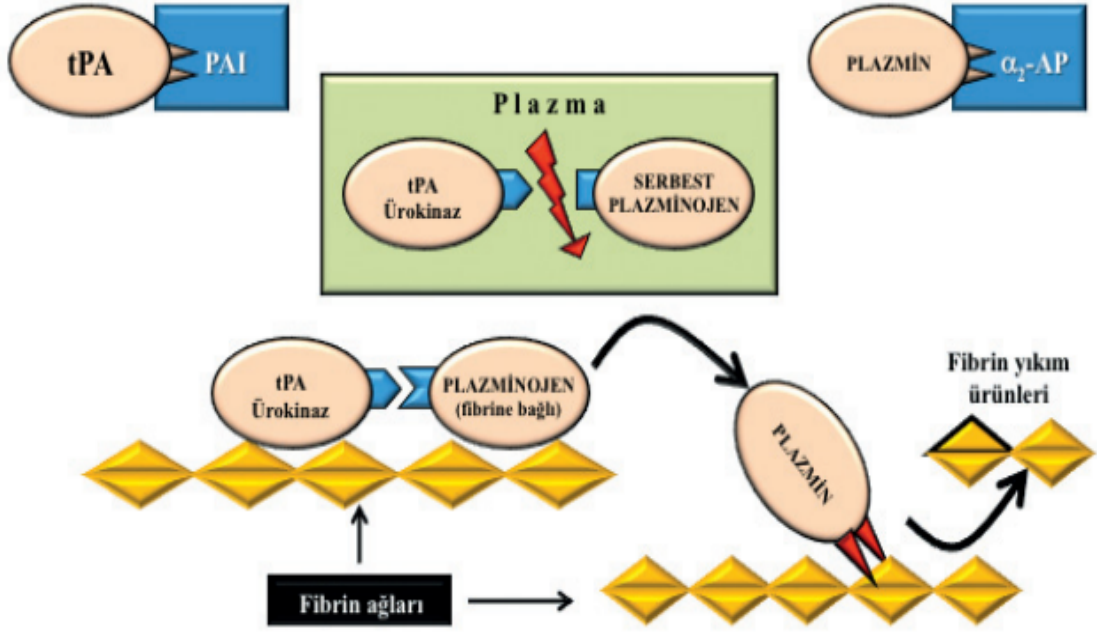 tPA
PAI
PLAZMİN
α₂-AP
Plazma
tPA
Ürokinaz
SERBEST
PLAZMİNOJEN
tPA
Ürokinaz
PLAZMİNOJEN
(fibrine bağlı)
PLAZMİN
Fibrin yıkım
ürünleri
Fibrin ağları